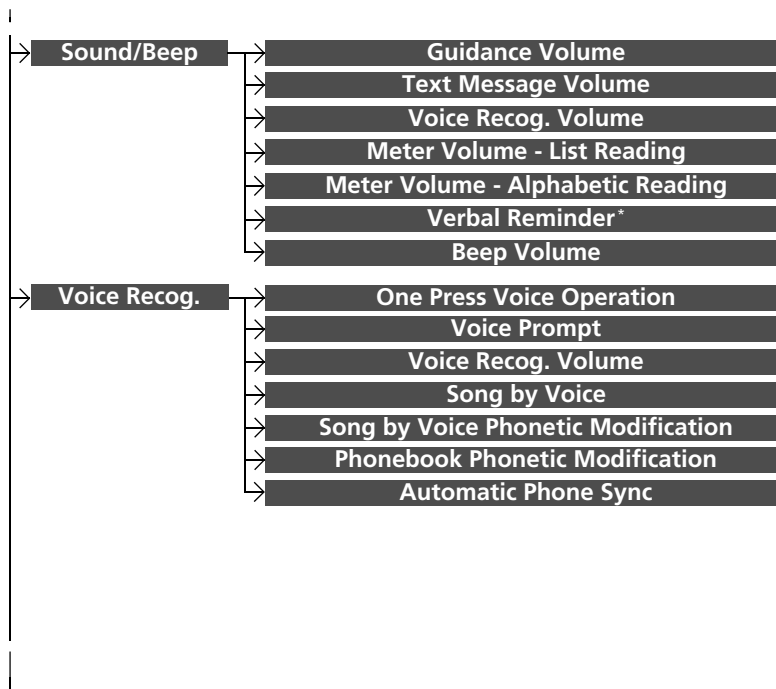 Sound/Beep
Guidance Volume
Text Message Volume
Voice Recog. Volume
Meter Volume - List Reading
Meter Volume - Alphabetic Reading
Verbal Reminder*
Beep Volume
Voice Recog.
One Press Voice Operation
Voice Prompt
Voice Recog. Volume
Song by Voice
Song by Voice Phonetic Modification
Phonebook Phonetic Modification
Automatic Phone Sync